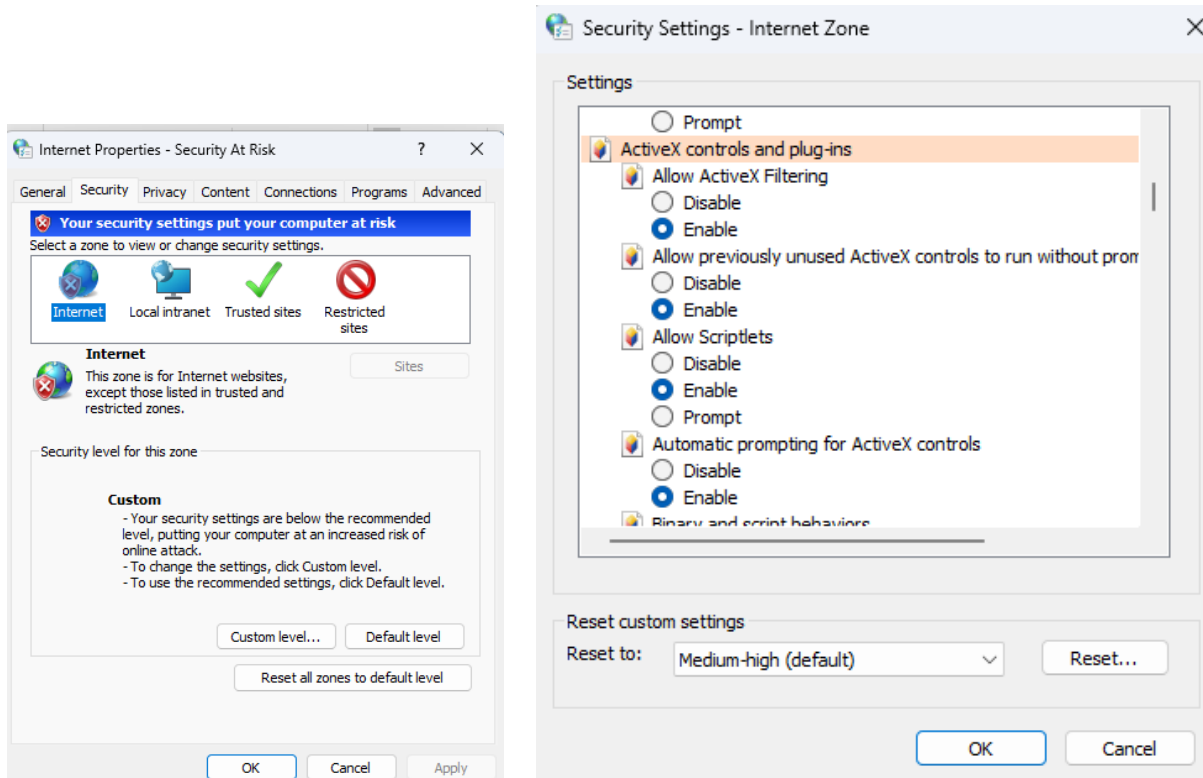 Internet Properties - Security At Risk
?
General Security Privacy Content Connections Programs Advanced
Your security settings put your computer at risk
Select a zone to view or change security settings.
Internet
Local intranet
Trusted sites
Restricted
sites
Internet
This zone is for Internet websites,
except those listed in trusted and
restricted zones.
Sites
Security level for this zone
Custom
- Your security settings are below the recommended
level, putting your computer at an increased risk of
online attack.
- To change the settings, click Custom level.
- To use the recommended settings, click Default level.
Custom level...
Default level
Reset all zones to default level
OK
Cancel
Apply
Security Settings - Internet Zone
Settings
Prompt
ActiveX controls and plug-ins
Allow ActiveX Filtering
Disable
Enable
Allow previously unused ActiveX controls to run without prom
Disable
Enable
Allow Scriptlets
Disable
Enable
Prompt
Automatic prompting for ActiveX controls
Disable
Enable
Binary and script behaviors
Reset custom settings
Reset to:
Medium-high (default)
Reset...
OK
Cancel